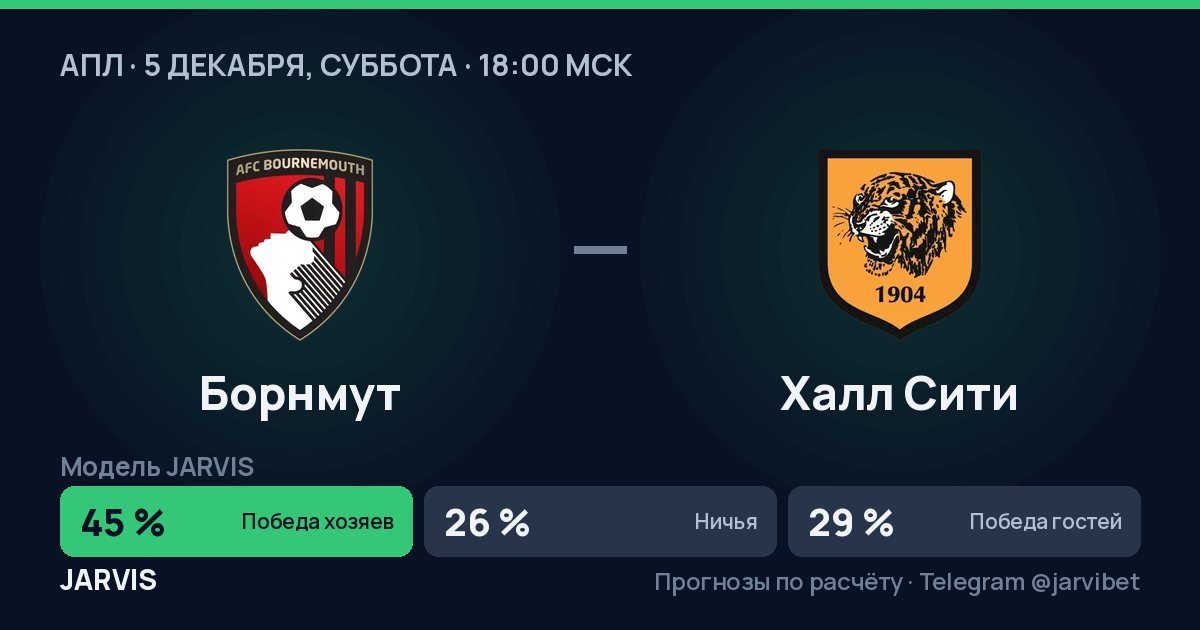 АПЛ · 5 ДЕКАБРЯ, СУББОТА · 18:00 МСК
AFC BOURNEMOUTH
1904
Борнмут
Халл Сити
Модель JARVIS
45 % Победа хозяев
26 % Ничья
29 % Победа гостей
JARVIS
Прогнозы по расчёту · Telegram @jarvibet